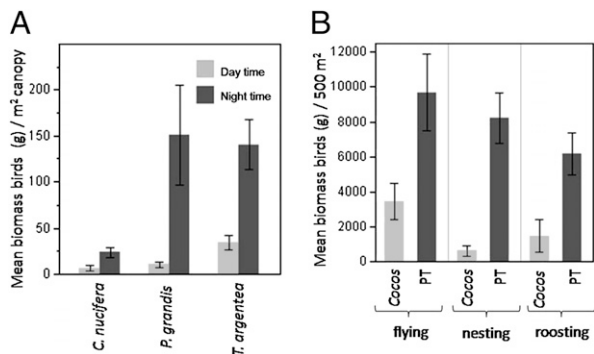 A
Mean biomass birds (g) / m² canopy
200
150
100
50
0
Day time
Night time
C. nucifera
P. grandis
T. argentea
B
Mean biomass birds (g) / 500 m²
12000
10000
8000
6000
4000
2000
0
Cocos
PT
Cocos
PT
Cocos
PT
flying
nesting
roosting